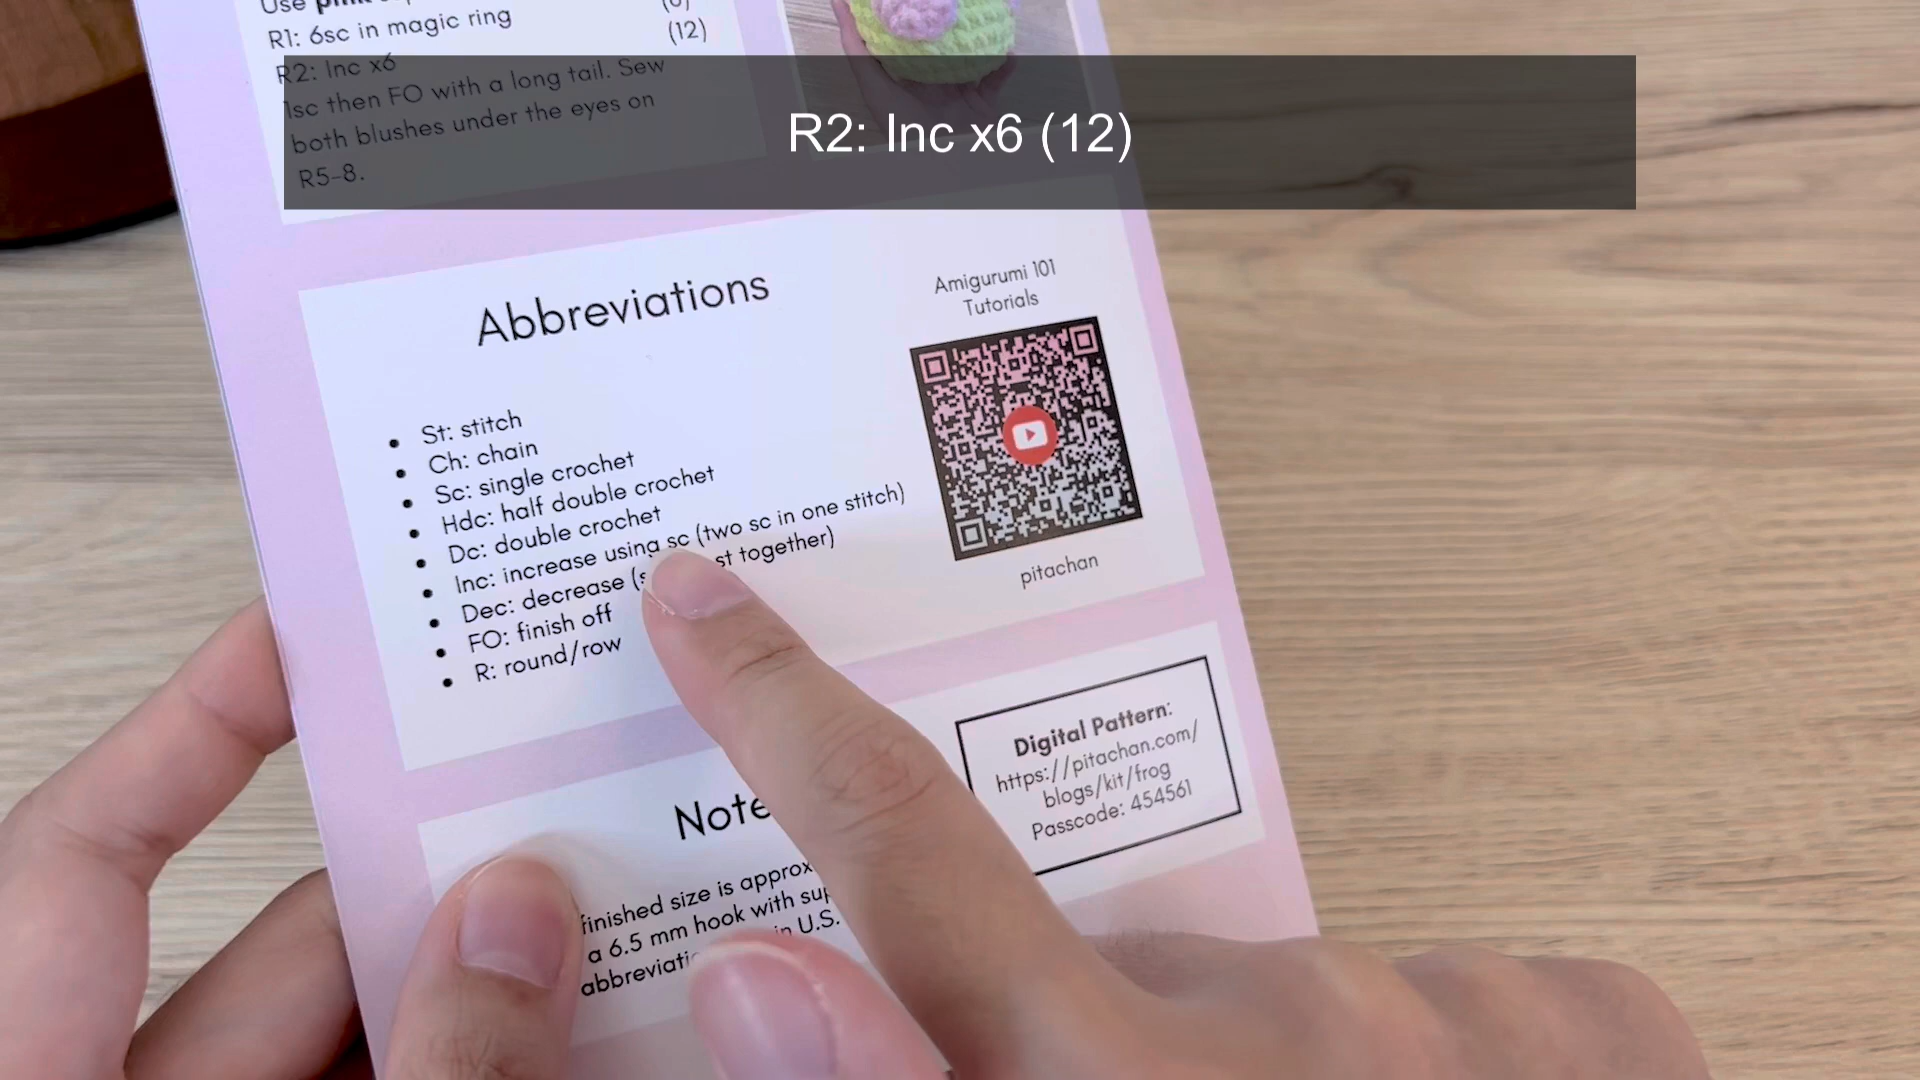 Use
R1: 6sc in magic ring
(12)
R2: Inc x6
1sc then FO with a long tail. Sew
both blushes under the eyes on
R5-8.
R2: Inc x6 (12)
Abbreviations
• St: stitch
• Ch: chain
• Sc: single crochet
• Hdc: half double crochet
• Dc: double crochet
• Inc: increase using sc (two sc in one stitch)
• Dec: decrease st together)
• FO: finish off
• R: round/row
Amigurumi 101
Tutorials
pitachan
Digital Pattern:
https://pitachan.com/
blogs/kit/frog
Passcode: 454561
Note
finished size is approx
a 6.5 mm hook with
in U.S.